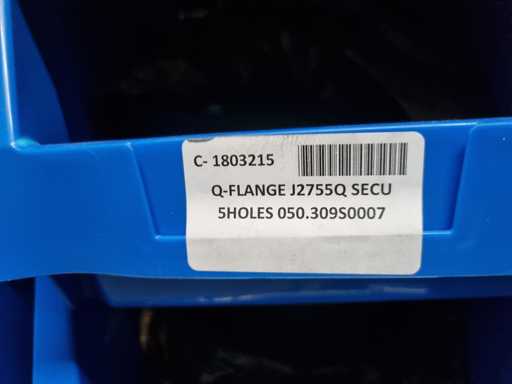 C- 1803215
Q-FLANGE J2755Q SECU
5HOLES 050.309S0007